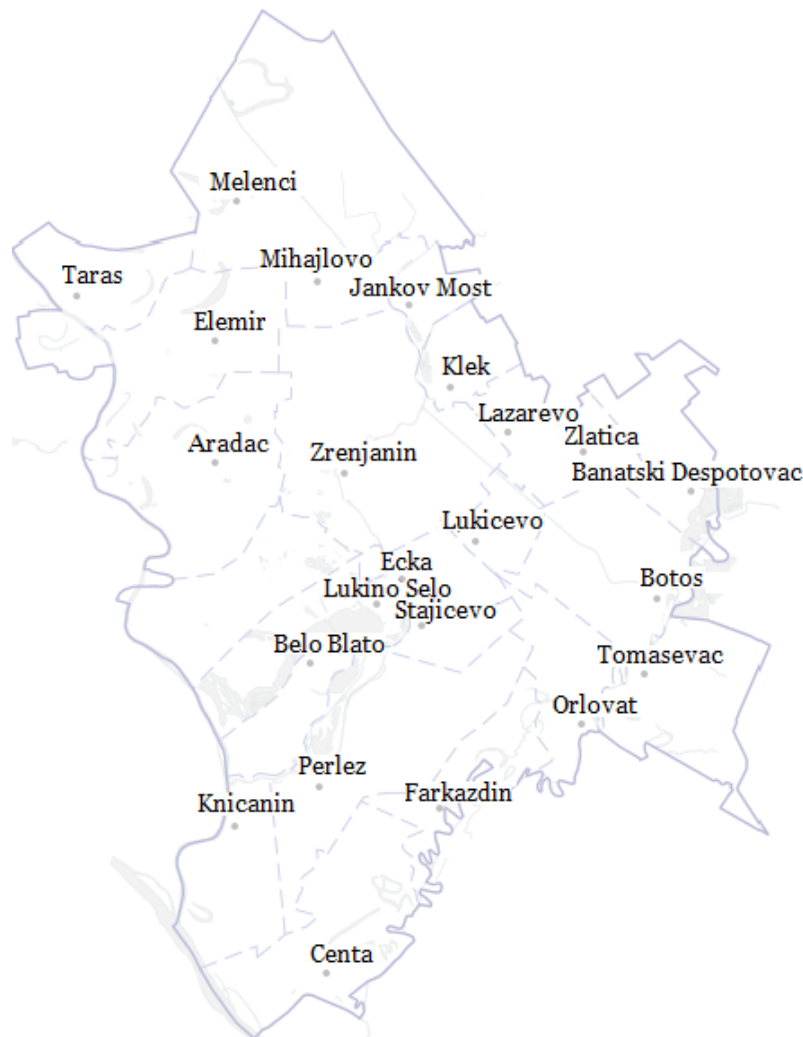 Melenci
Mihajlovo
Taras
Jankov Most
Elemir
Klek
Lazarevo
Zlatica
Aradac
Zrenjanin
Banatski Despotovac
Lukicevo
Ecka
Botos
Lukino Selo
Stajicevo
Belo Blato
Tomasevac
Orlovat
Perlez
Farkazdin
Knicanin
Centa